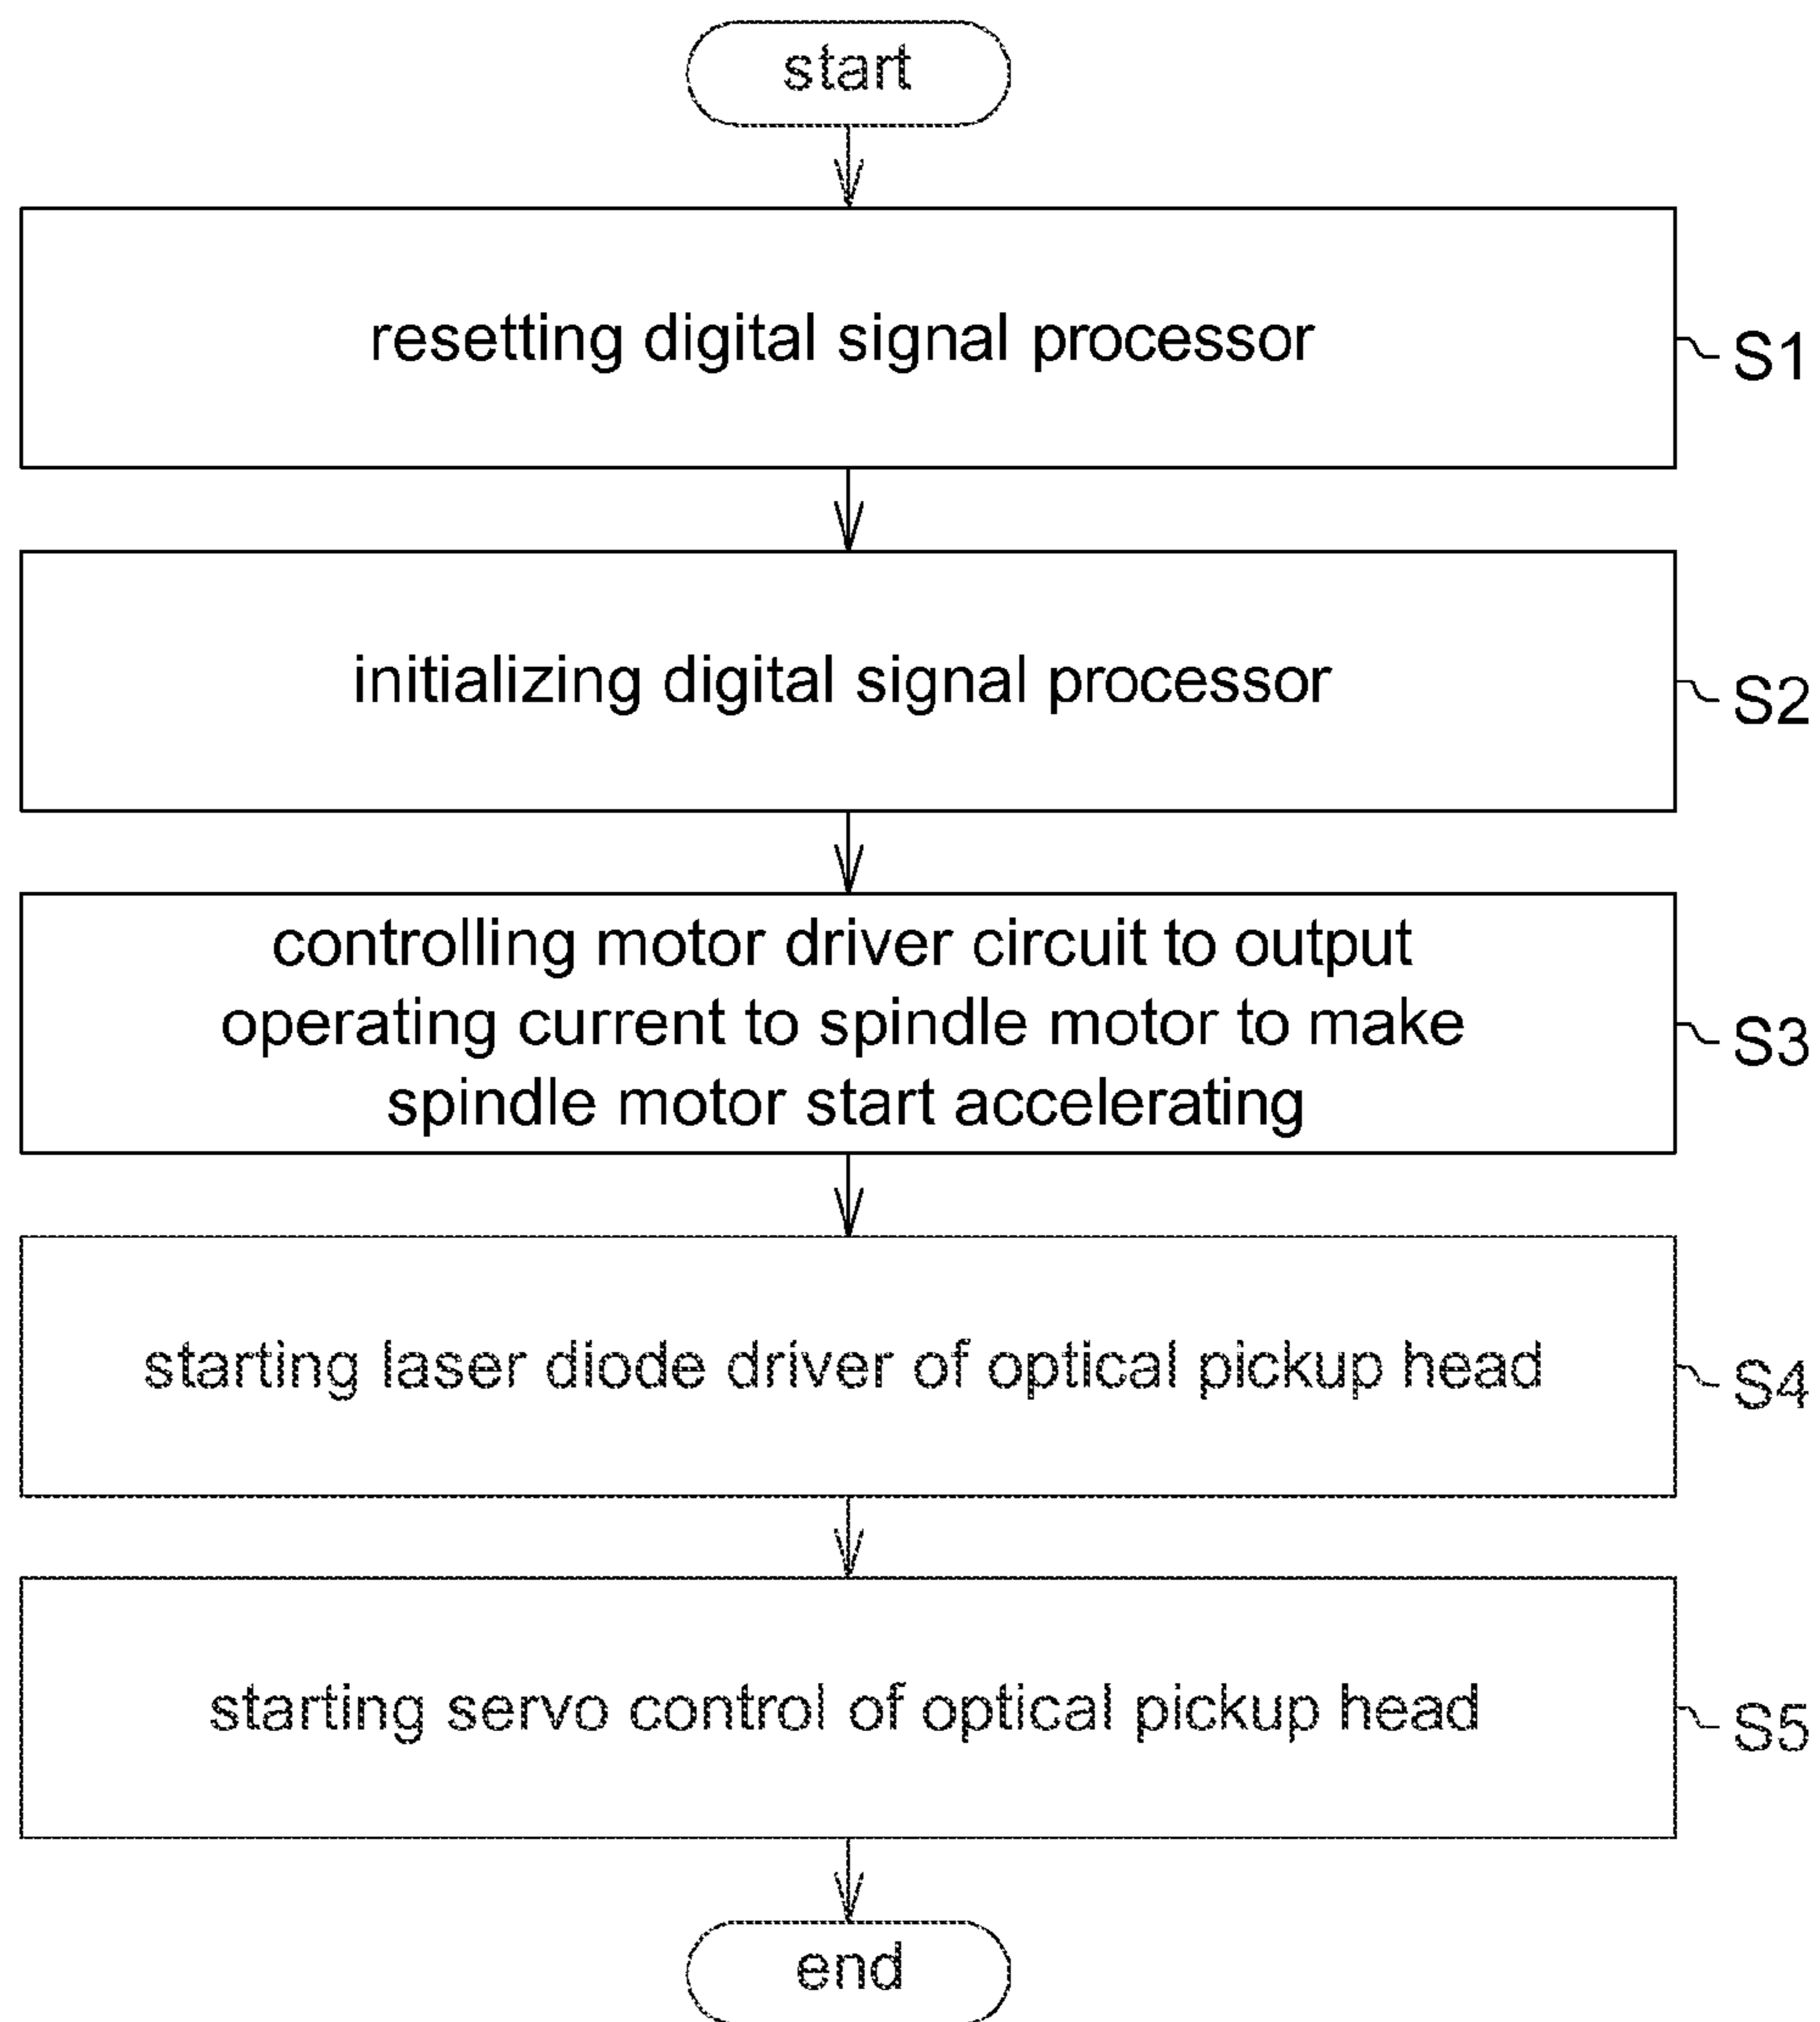 start
resetting digital signal processor
S1
initializing digital signal processor
S2
controlling motor driver circuit to output
operating current to spindle motor to make
spindle motor start accelerating
S3
starting laser diode driver of optical pickup head
S4
starting servo control of optical pickup head
S5
end